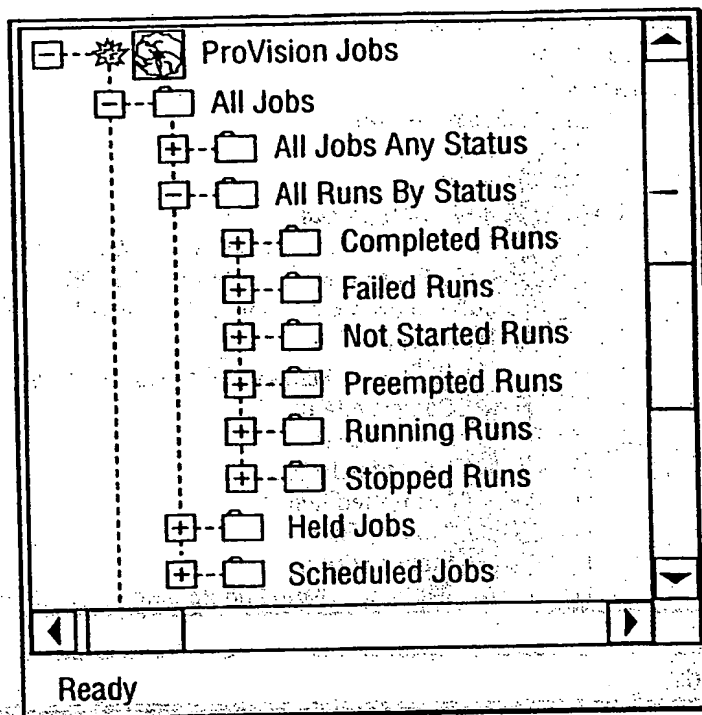 ProVision Jobs
All Jobs
All Jobs Any Status
All Runs By Status
Completed Runs
Failed Runs
Not Started Runs
Preempted Runs
Running Runs
Stopped Runs
Held Jobs
Scheduled Jobs
Ready